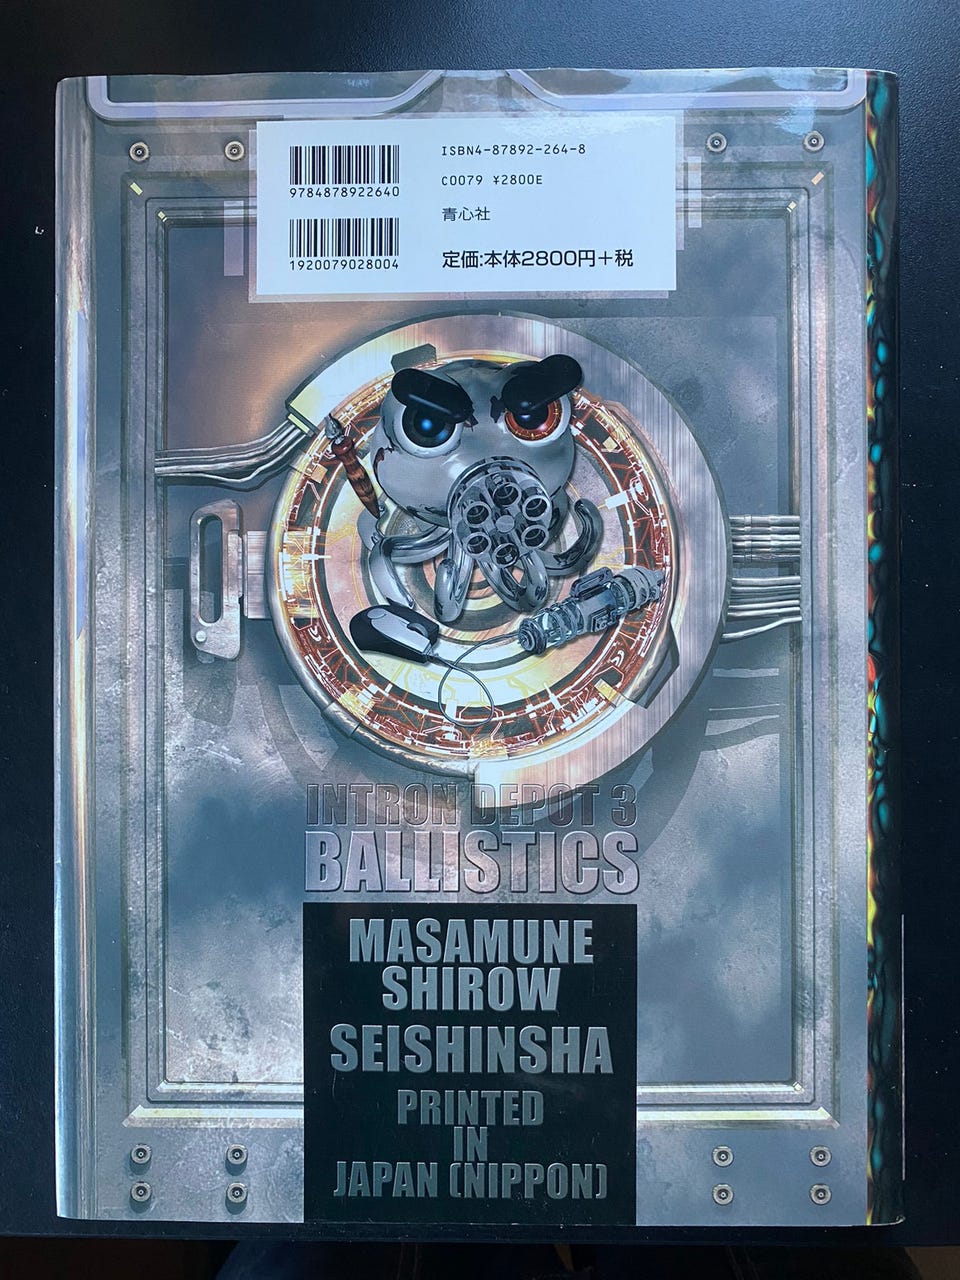 9784878922640
1920079028004
ISBN4-87892-264-8
C0079 ¥2800E
青心社
定価:本体2800円+税
INTRON DEPOT 3
BALLISTICS
MASAMUNE
SHIROW
SEISHINSHA
PRINTED
IN
JAPAN (NIPPON)